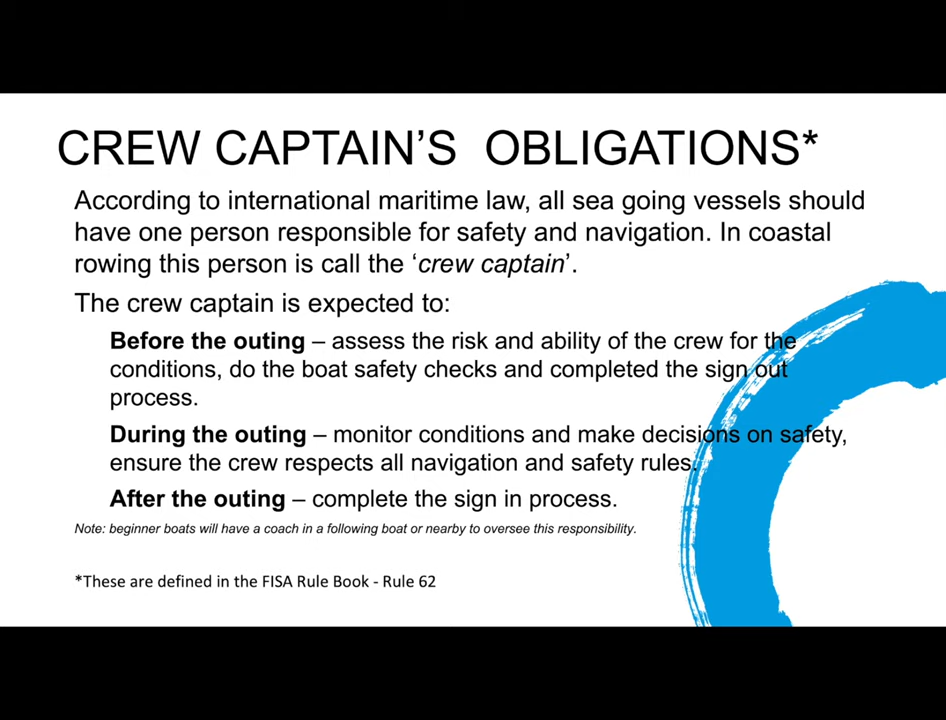 CREW CAPTAIN'S  OBLIGATIONS*
According to international maritime law, all sea going vessels should
have one person responsible for safety and navigation. In coastal
rowing this person is call the ‘crew captain’.
The crew captain is expected to:
Before the outing – assess the risk and ability of the crew for the
conditions, do the boat safety checks and completed the sign out
process.
During the outing – monitor conditions and make decisions on safety,
ensure the crew respects all navigation and safety rules.
After the outing – complete the sign in process.
Note: beginner boats will have a coach in a following boat or nearby to oversee this responsibility.
*These are defined in the FISA Rule Book - Rule 62